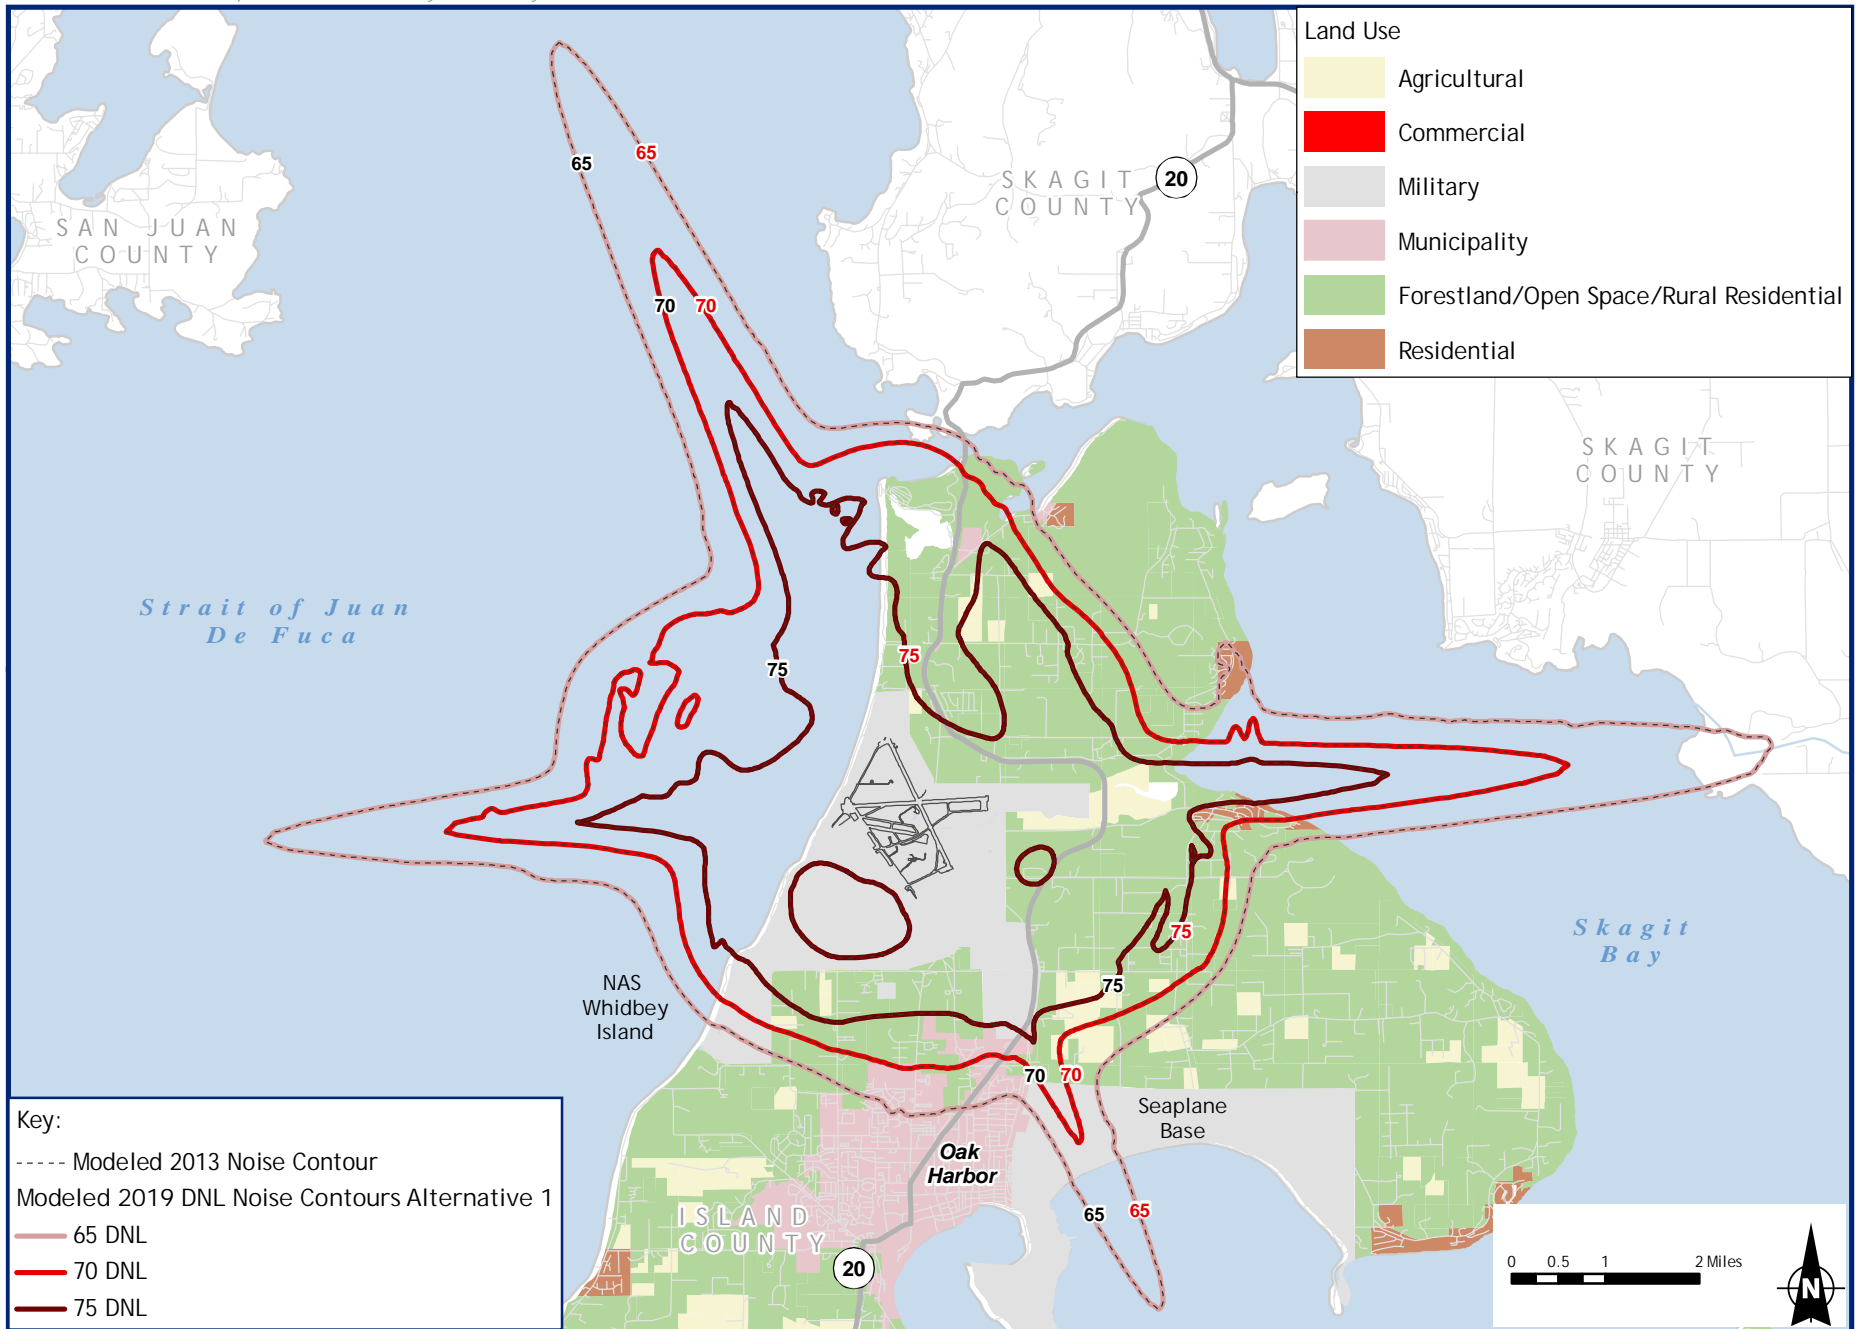 Land Use
Agricultural
Commercial
Military
Municipality
Forestland/Open Space/Rural Residential
Residential
65
65
SKAGIT
COUNTY
20
SAN JUAN
COUNTY
70
70
SKAGIT
COUNTY
Strait of Juan
De Fuca
75
75
75
Skagit
Bay
NAS
Whidbey
Island
75
70
70
Seaplane
Base
Oak
Harbor
ISLAND
COUNTY
65
65
20
Key:
Modeled 2013 Noise Contour
Modeled 2019 DNL Noise Contours Alternative 1
65 DNL
70 DNL
75 DNL
0 0.5 1 2 Miles
N